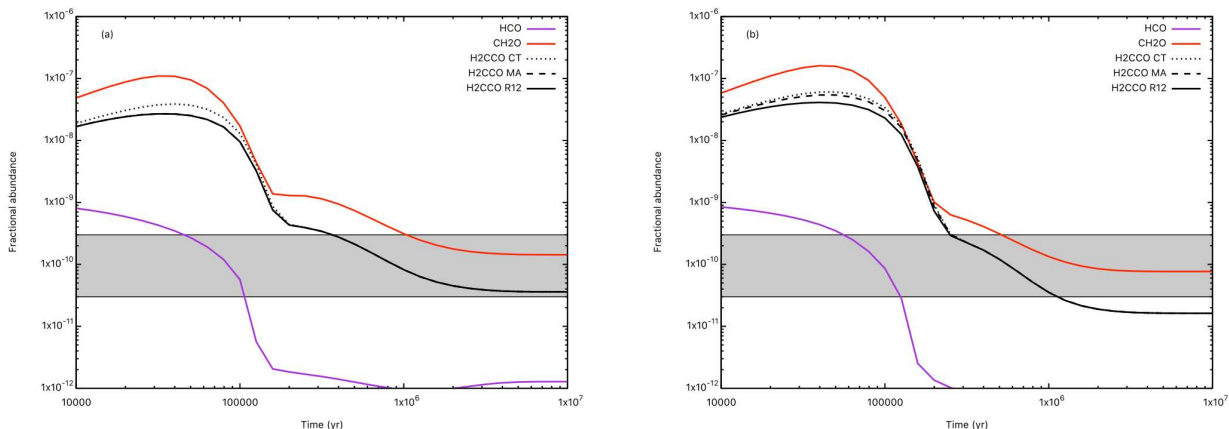 (a)
HCO
CH2O
H2CCO CT
H2CCO MA
H2CCO R12
1x10-6
1x10-7
1x10-8
1x10-9
1x10-10
1x10-11
1x10-12
Fractional abundance
10000
100000
1x10^6
1x10^7
Time (yr)
(b)
HCO
CH2O
H2CCO CT
H2CCO MA
H2CCO R12
1x10-6
1x10-7
1x10-8
1x10-9
1x10-10
1x10-11
1x10-12
Fractional abundance
10000
100000
1x10^6
1x10^7
Time (yr)